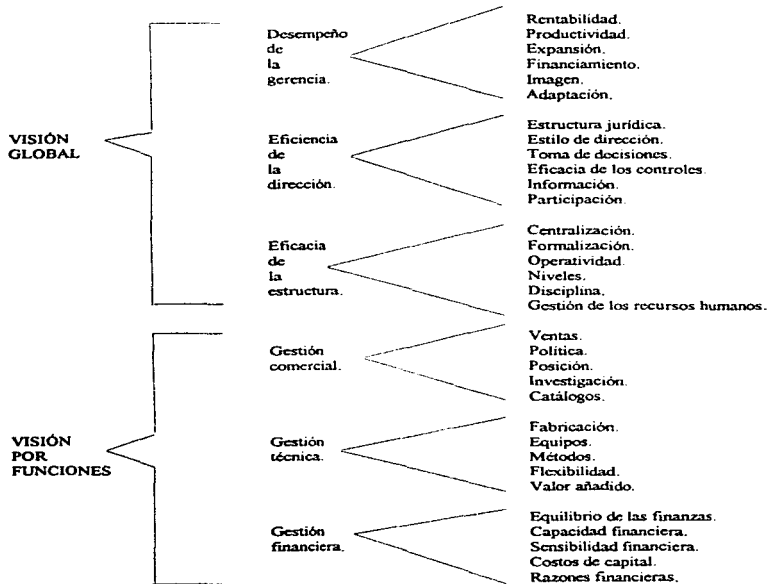 VISIÓN
GLOBAL
Desempeño
de
la
gerencia.
Rentabilidad.
Productividad.
Expansión.
Financiamiento.
Imagen.
Adaptación.
Eficiencia
de
la
dirección.
Estructura jurídica.
Estilo de dirección.
Toma de decisiones.
Eficacia de los controles.
Información.
Participación.
Eficacia
de
la
estructura.
Centralización.
Formalización.
Operatividad.
Niveles.
Disciplina.
Gestión de los recursos humanos.
VISIÓN
POR
FUNCIONES
Gestión
comercial.
Ventas.
Política.
Posición.
Investigación.
Catálogos.
Gestión
técnica.
Fabricación.
Equipos.
Métodos.
Flexibilidad.
Valor añadido.
Gestión
financiera.
Equilibrio de las finanzas.
Capacidad financiera.
Sensibilidad financiera.
Costos de capital.
Razones financieras.